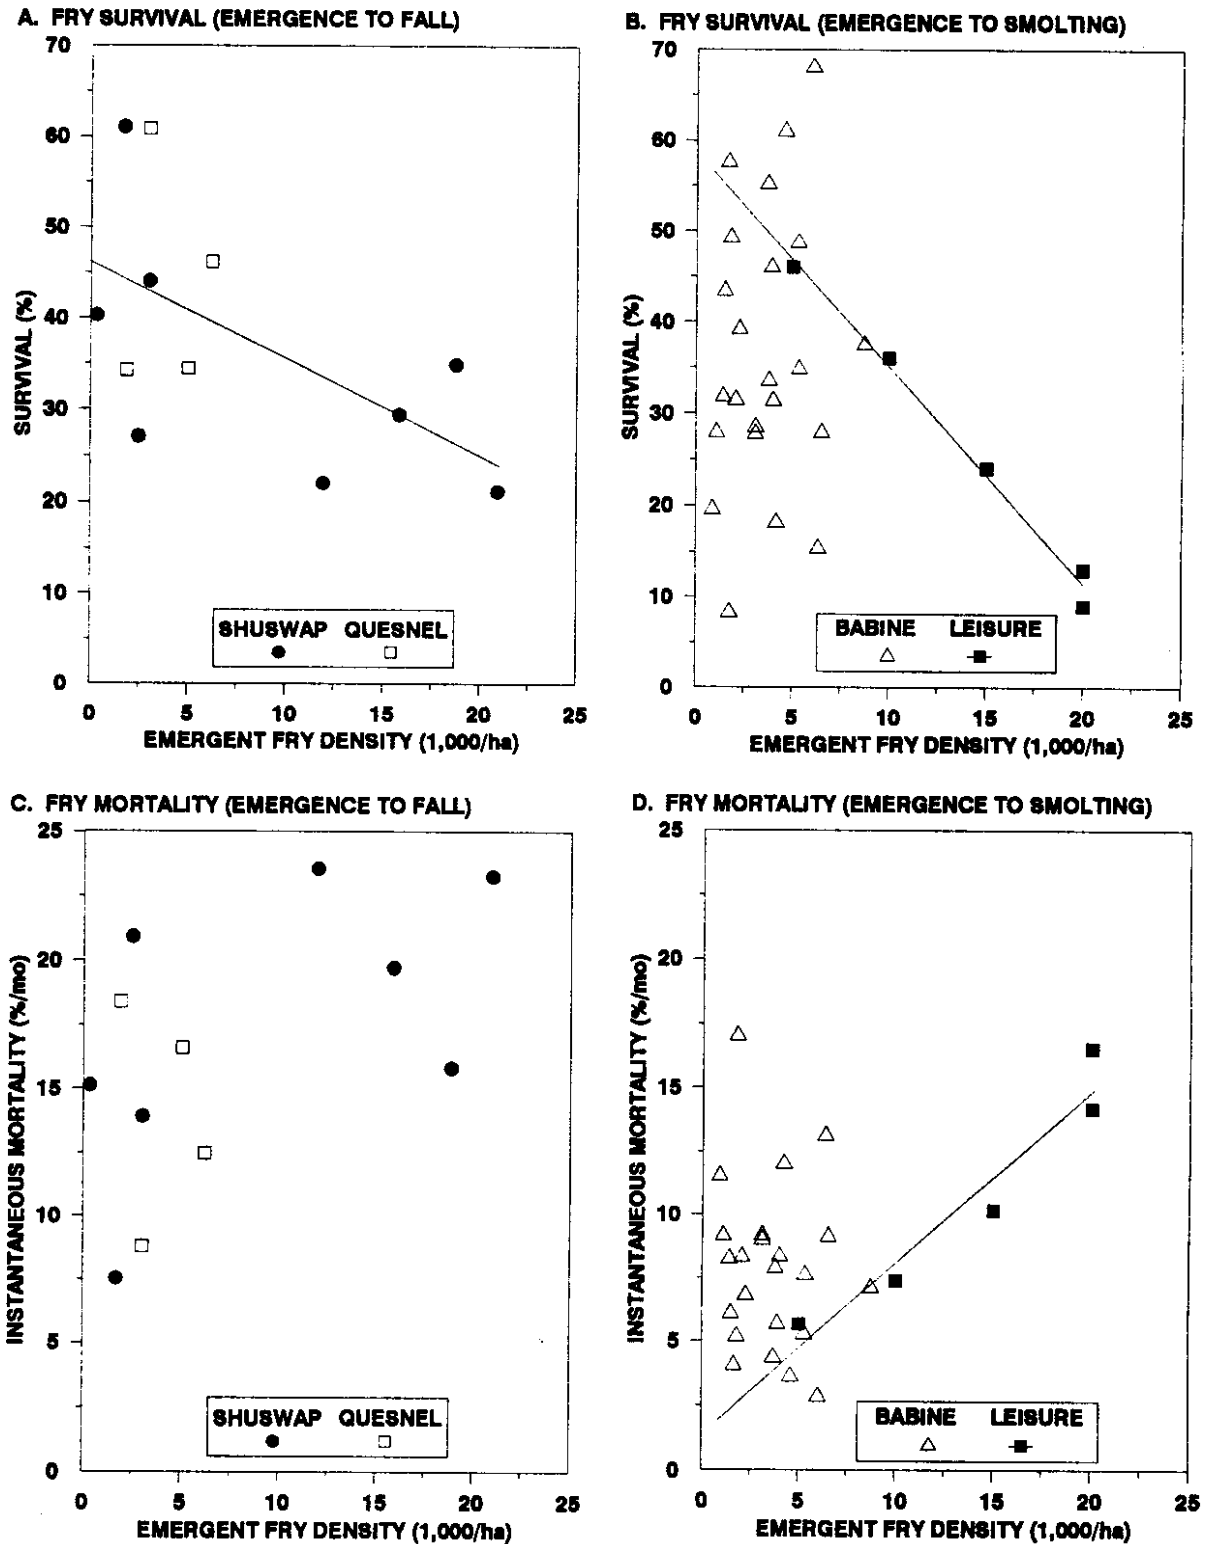 A. FRY SURVIVAL (EMERGENCE TO FALL)
70
60
50
40
30
20
10
0
SURVIVAL (%)
SHUSWAP QUESNEL
0 5 10 15 20 25
EMERGENT FRY DENSITY (1,000/ha)
B. FRY SURVIVAL (EMERGENCE TO SMOLTING)
70
60
50
40
30
20
10
0
SURVIVAL (%)
BABINE LEISURE
0 5 10 15 20 25
EMERGENT FRY DENSITY (1,000/ha)
C. FRY MORTALITY (EMERGENCE TO FALL)
25
20
15
10
5
0
INSTANTANEOUS MORTALITY (%/mo)
SHUSWAP QUESNEL
0 5 10 15 20 25
EMERGENT FRY DENSITY (1,000/ha)
D. FRY MORTALITY (EMERGENCE TO SMOLTING)
25
20
15
10
5
0
INSTANTANEOUS MORTALITY (%/mo)
BABINE LEISURE
0 5 10 15 20 25
EMERGENT FRY DENSITY (1,000/ha)